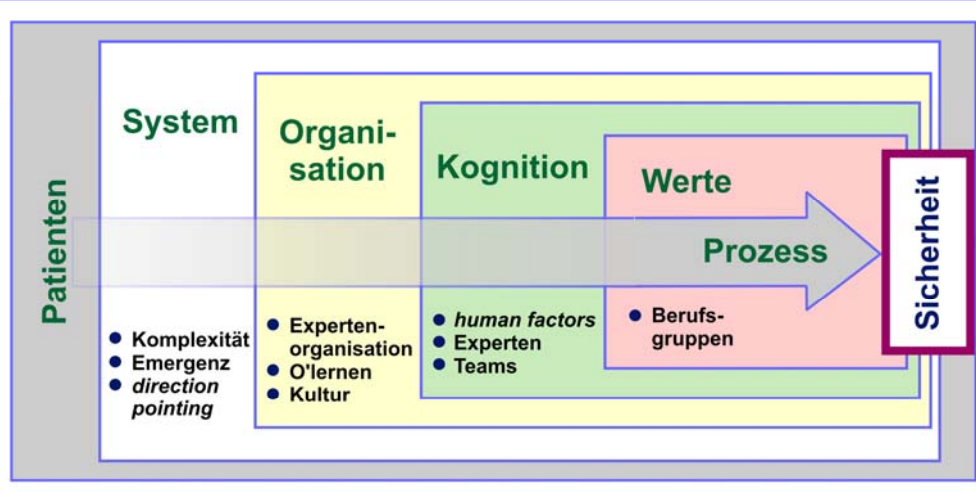 Patienten
System
• Komplexität
• Emergenz
• direction
pointing
Organi-
sation
• Experten-
organisation
• O'lernen
• Kultur
Kognition
• human factors
• Experten
• Teams
Werte
• Berufs-
gruppen
Prozess
Sicherheit